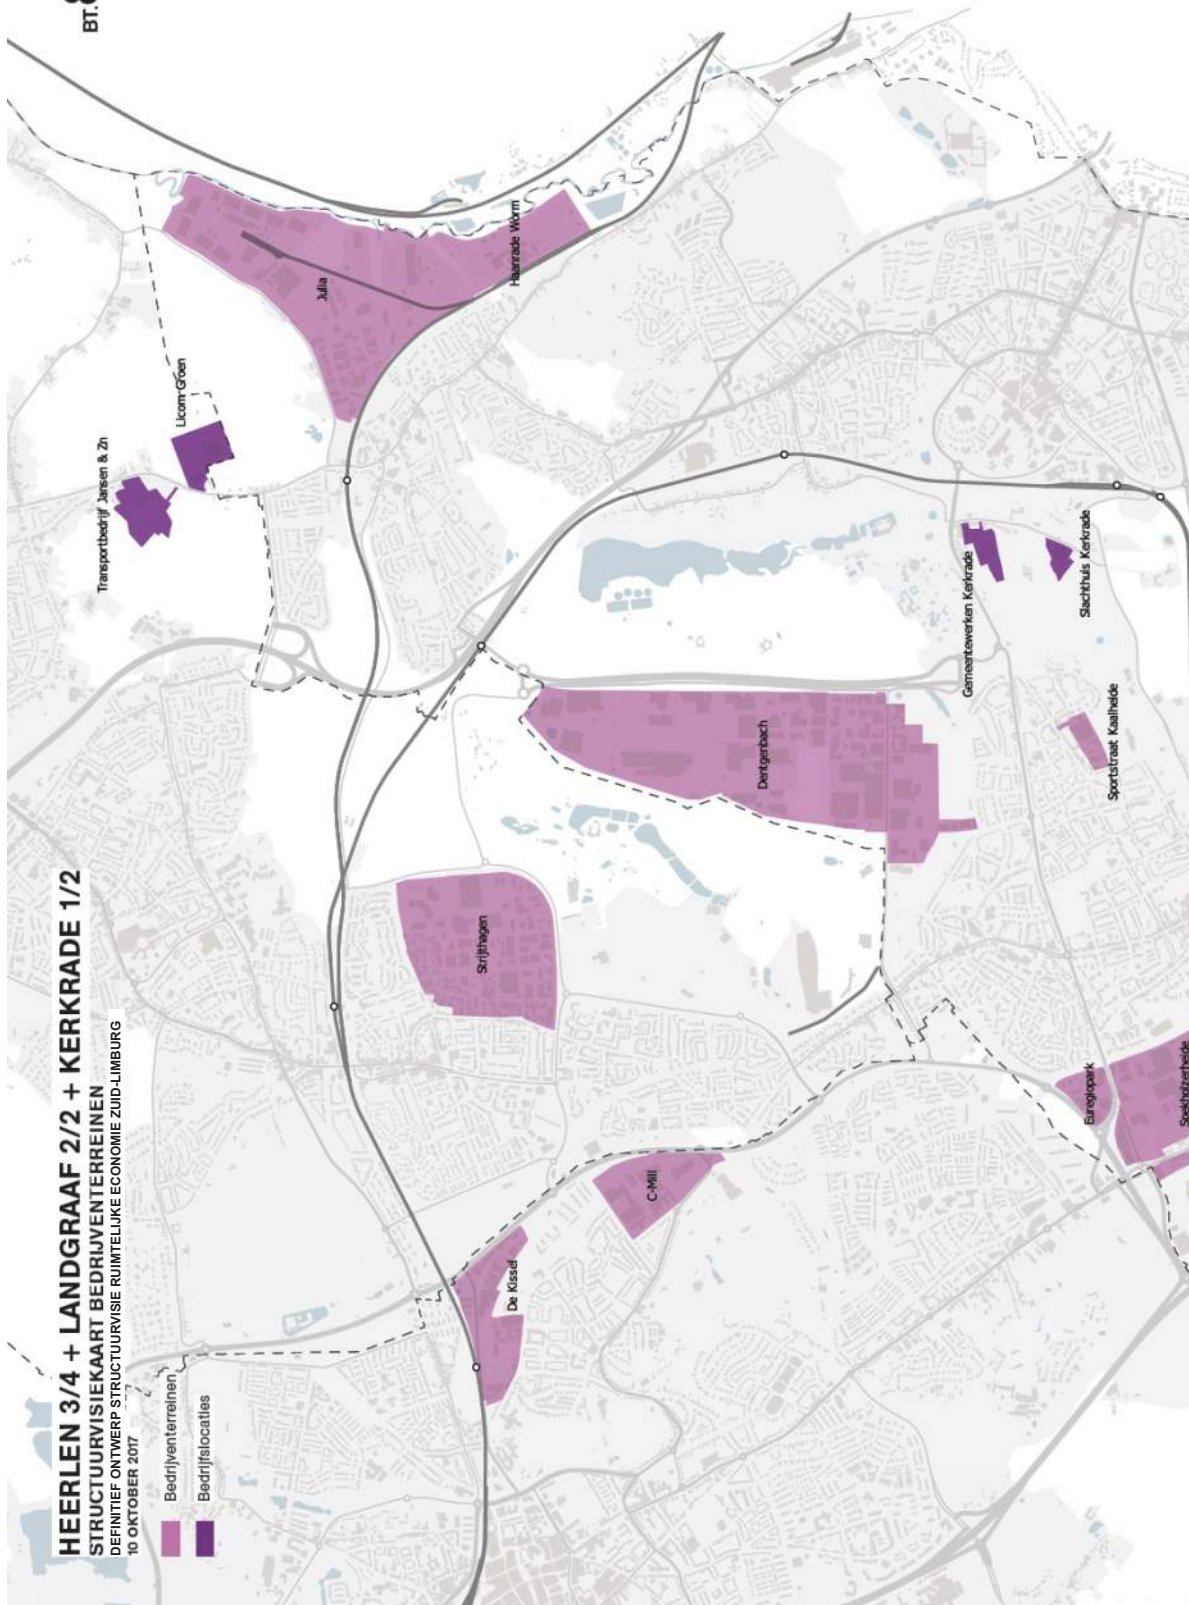 HEERLEN 3/4 + LANDGRAAF 2/2 + KERKRADE 1/2
STRUCTUURVISIEKAART BEDRIJVENTERREINEN
DEFINITIEF ONTWERP STRUCTUURVISIE RUIMTELIJKE ECONOMIE ZUID-LIMBURG
10 OKTOBER 2017
Bedrijventerreinen
Bedrijfslocaties
Transportbedrijf Jansen & Zn
Licom-Groen
Julia
Haanrade Worm
Strijthagen
De Kissel
C-Mill
Dentgenbach
Gemeentewerken Kerkrade
Slachthuis Kerkrade
Sportstraat Kaalheide
Euregiopark
Spekholzerheide